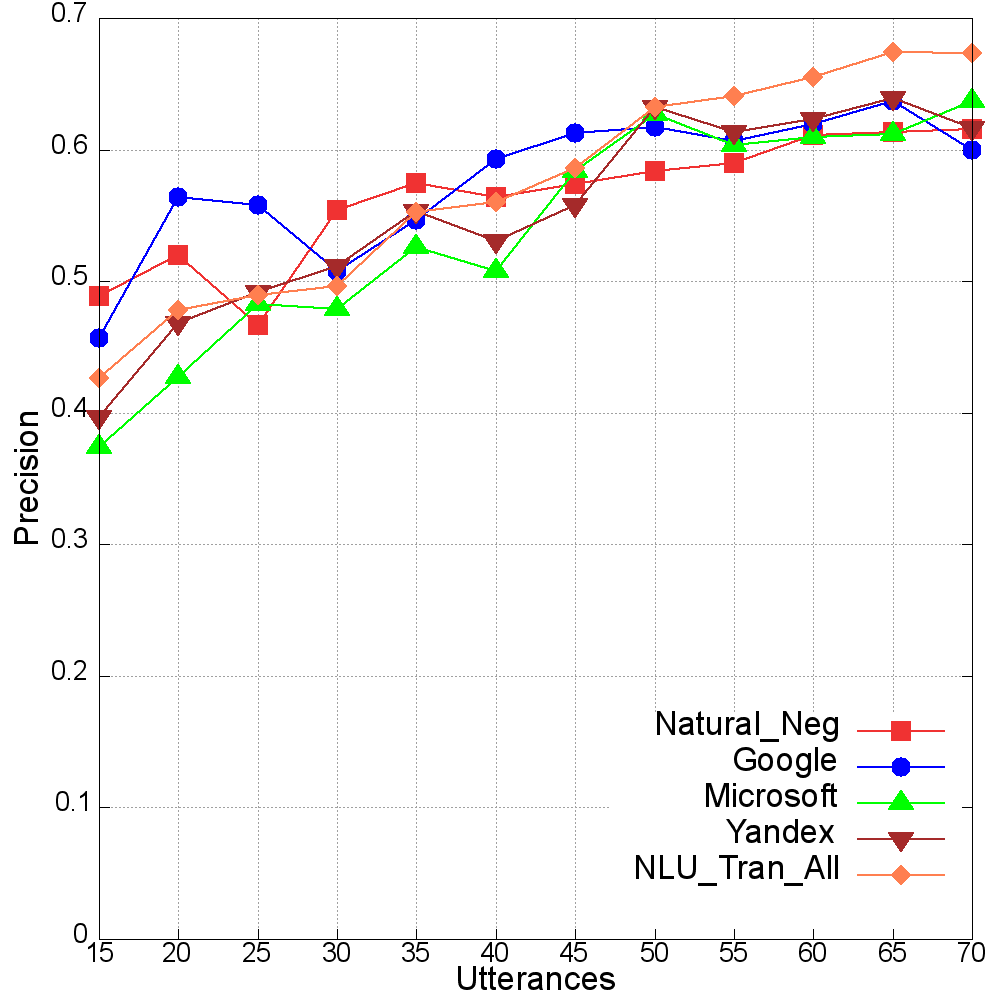 0.7
0.6
0.5
0.4
0.3
0.2
0.1
0
Precision
Natural_Neg
Google
Microsoft
Yandex
NLU_Tran_All
15 20 25 30 35 40 45 50 55 60 65 70
Utterances